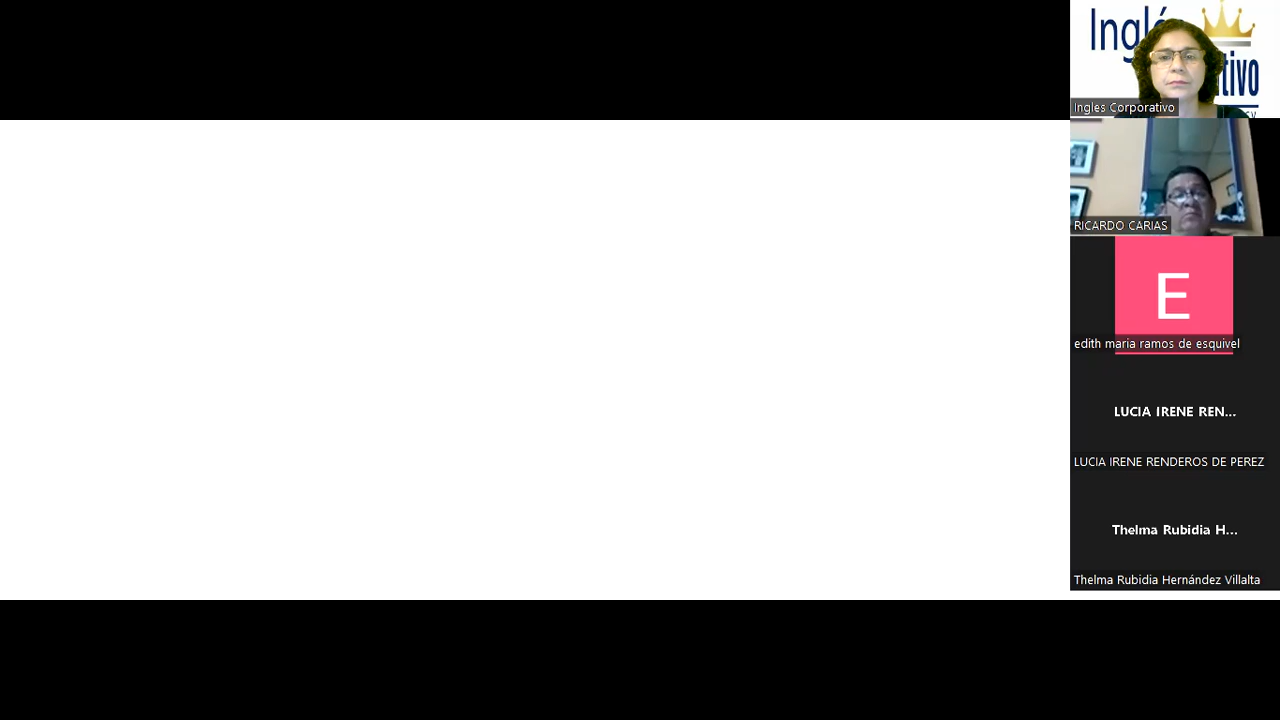 Inglé
tivo
sv
Ingles Corporativo
RICARDO CARIAS
E
edith maria ramos de esquivel
LUCIA IRENE REN...
LUCIA IRENE RENDEROS DE PEREZ
Thelma Rubidia H...
Thelma Rubidia Hernández Villalta